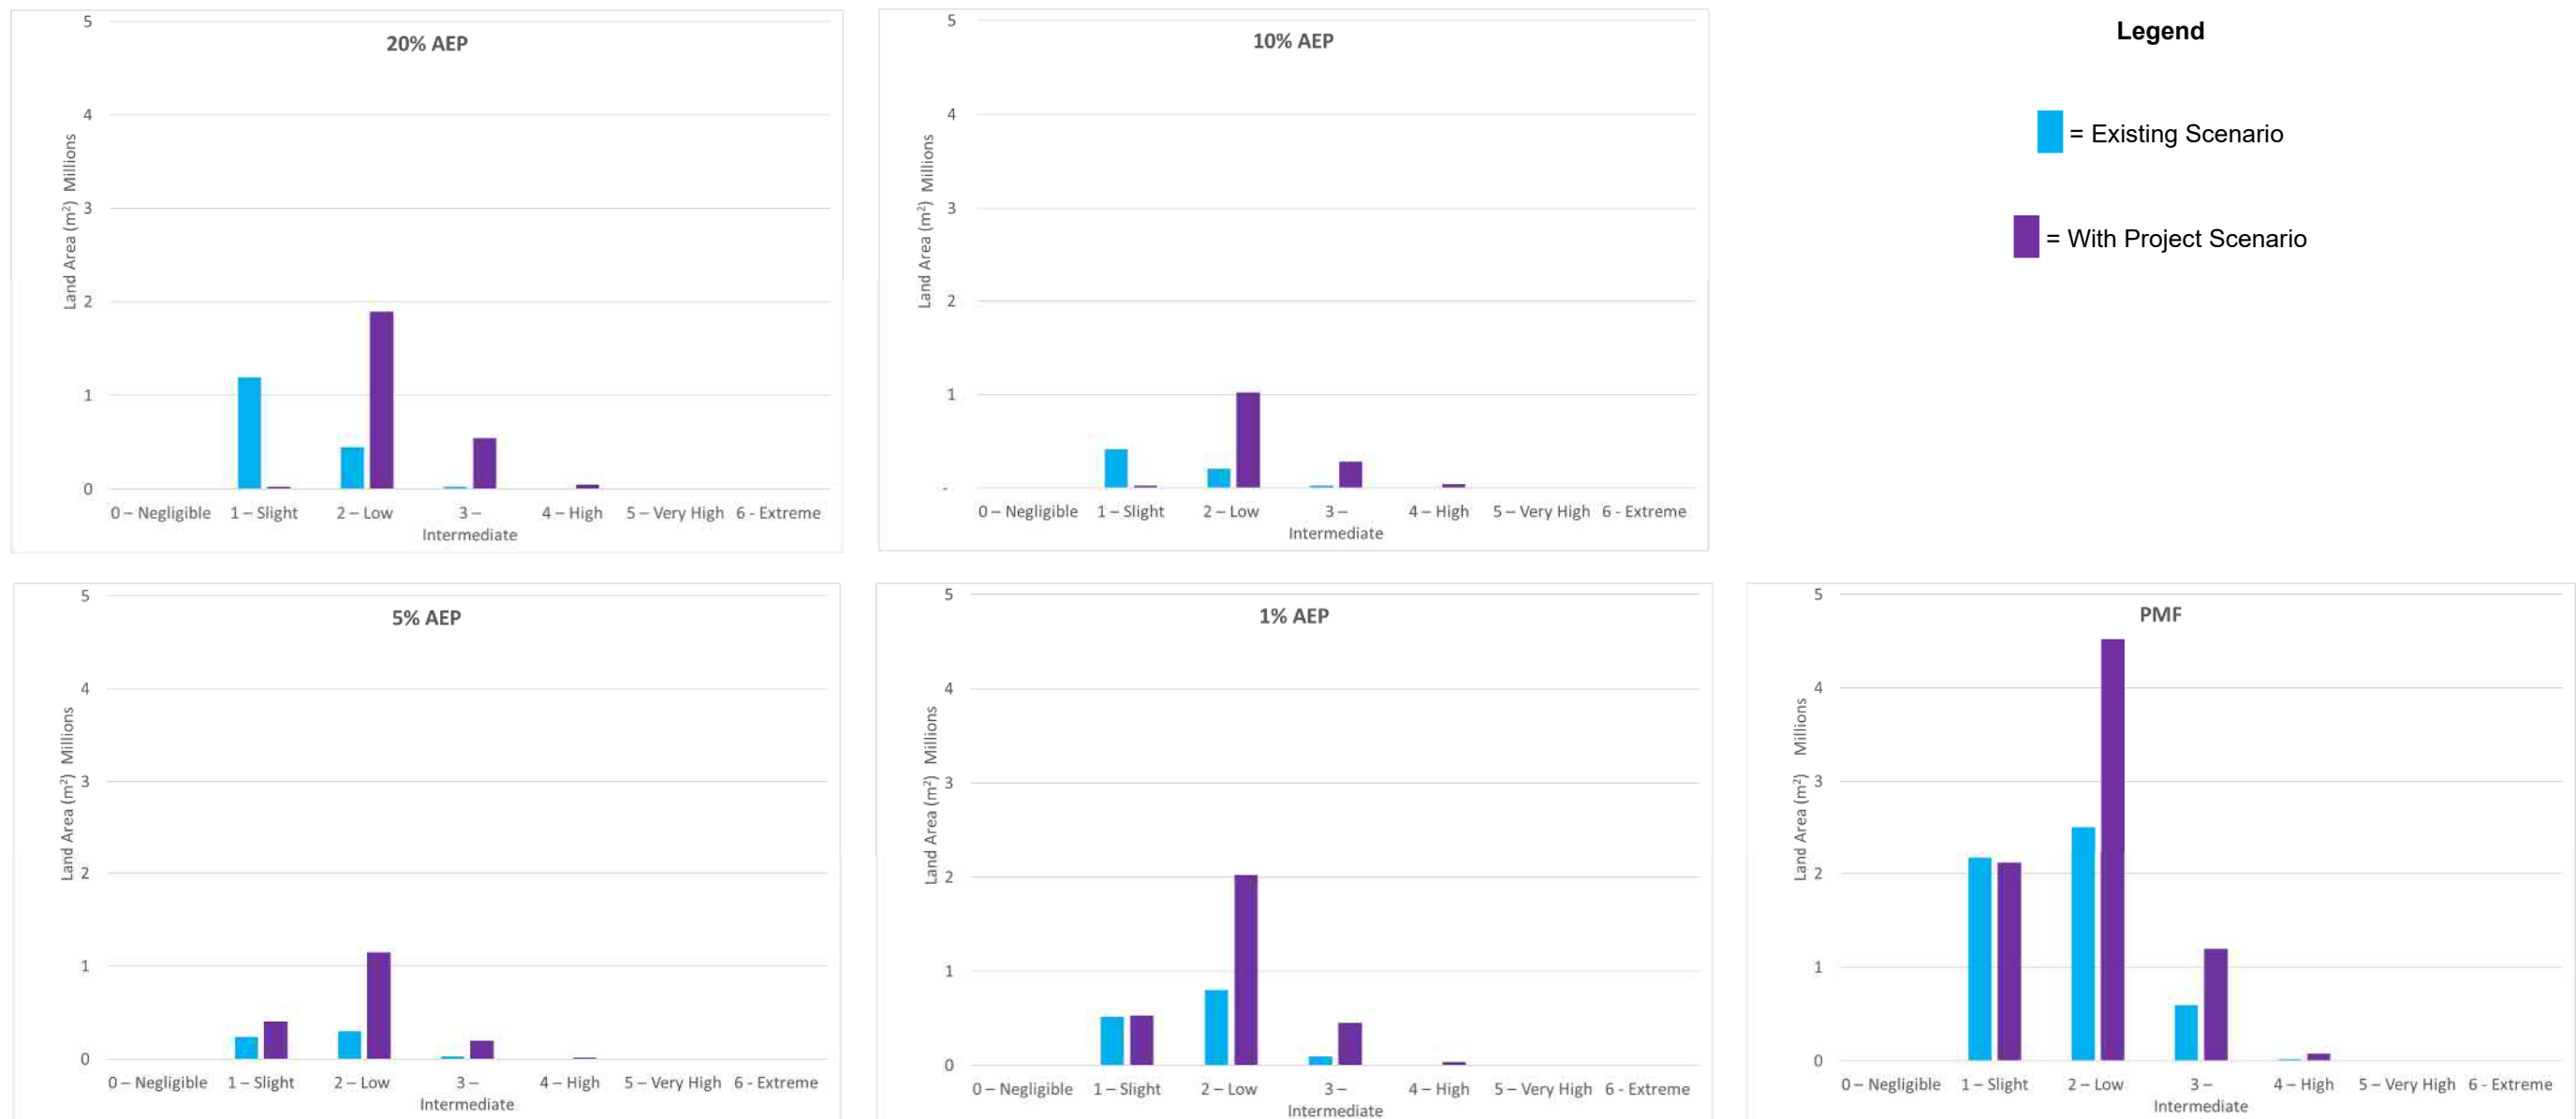 20% AEP
5
4
3
2
1
0
Land Area (m²) Millions
0 – Negligible 1 – Slight 2 – Low 3 – Intermediate 4 – High 5 – Very High 6 - Extreme
10% AEP
5
4
3
2
1
-
Land Area (m²) Millions
0 – Negligible 1 – Slight 2 – Low 3 – Intermediate 4 – High 5 – Very High 6 - Extreme
Legend
= Existing Scenario
= With Project Scenario
5% AEP
5
4
3
2
1
0
Land Area (m²) Millions
0 – Negligible 1 – Slight 2 – Low 3 – Intermediate 4 – High 5 – Very High 6 - Extreme
1% AEP
5
4
3
2
1
0
Land Area (m²) Millions
0 – Negligible 1 – Slight 2 – Low 3 – Intermediate 4 – High 5 – Very High 6 - Extreme
PMF
5
4
3
2
1
0
Land Area (m²) Millions
0 – Negligible 1 – Slight 2 – Low 3 – Intermediate 4 – High 5 – Very High 6 - Extreme